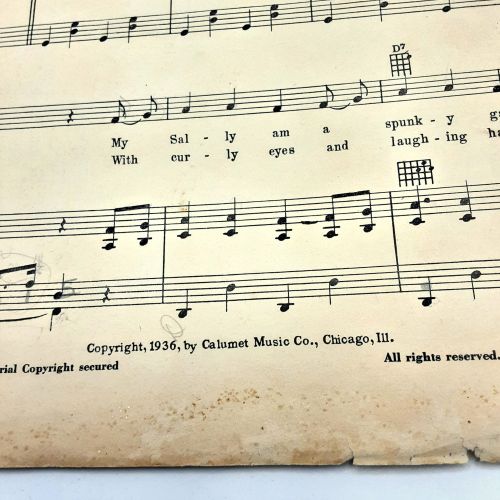 D7
My Sal - ly am a spunk - y
With cur - ly eyes and laugh - ing
Copyright, 1936, by Calumet Music Co., Chicago, Ill.
Copyright secured
All rights reserved.